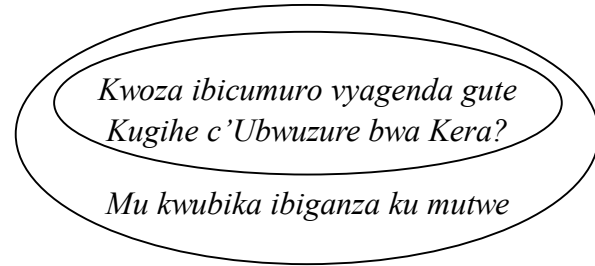 Kwoza ibicumuro vyagenda gute
Kugihe c’Ubwuzure bwa Kera?
Mu kwubika ibiganza ku mutwe